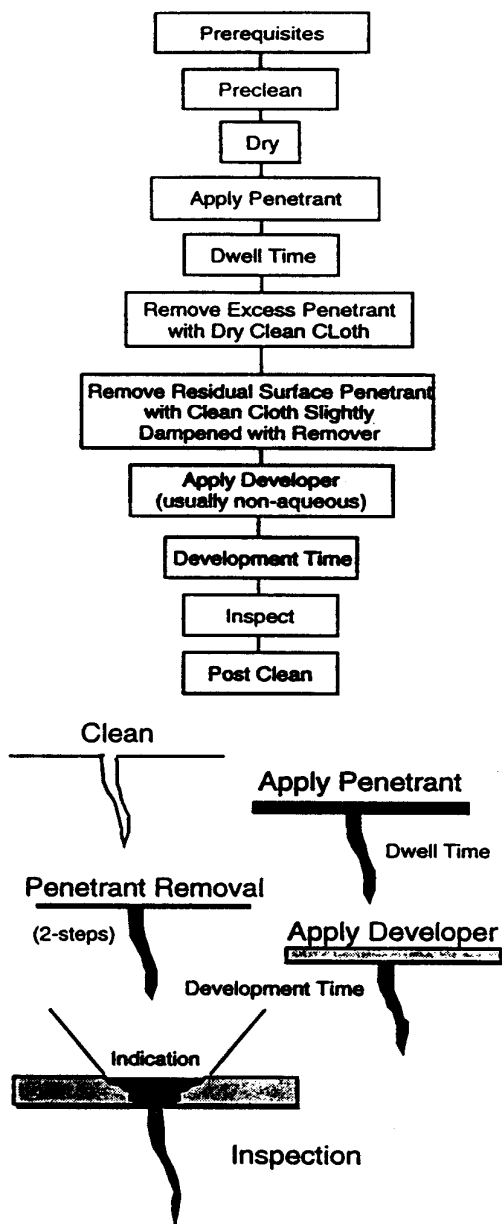 Prerequisites
Preclean
Dry
Apply Penetrant
Dwell Time
Remove Excess Penetrant
with Dry Clean CLoth
Remove Residual Surface Penetrant
with Clean Cloth Slightly
Dampened with Remover
Apply Developer
(usually non-aqueous)
Development Time
Inspect
Post Clean
Clean
Apply Penetrant
Dwell Time
Penetrant Removal
(2-steps)
Apply Developer
Development Time
Indication
Inspection